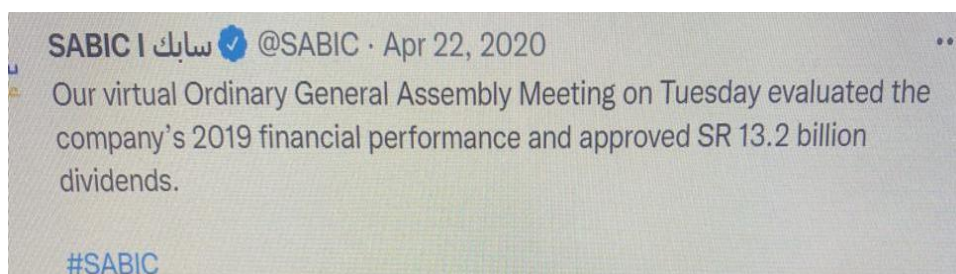 SABIC | سابك @SABIC · Apr 22, 2020
Our virtual Ordinary General Assembly Meeting on Tuesday evaluated the
company's 2019 financial performance and approved SR 13.2 billion
dividends.
#SABIC